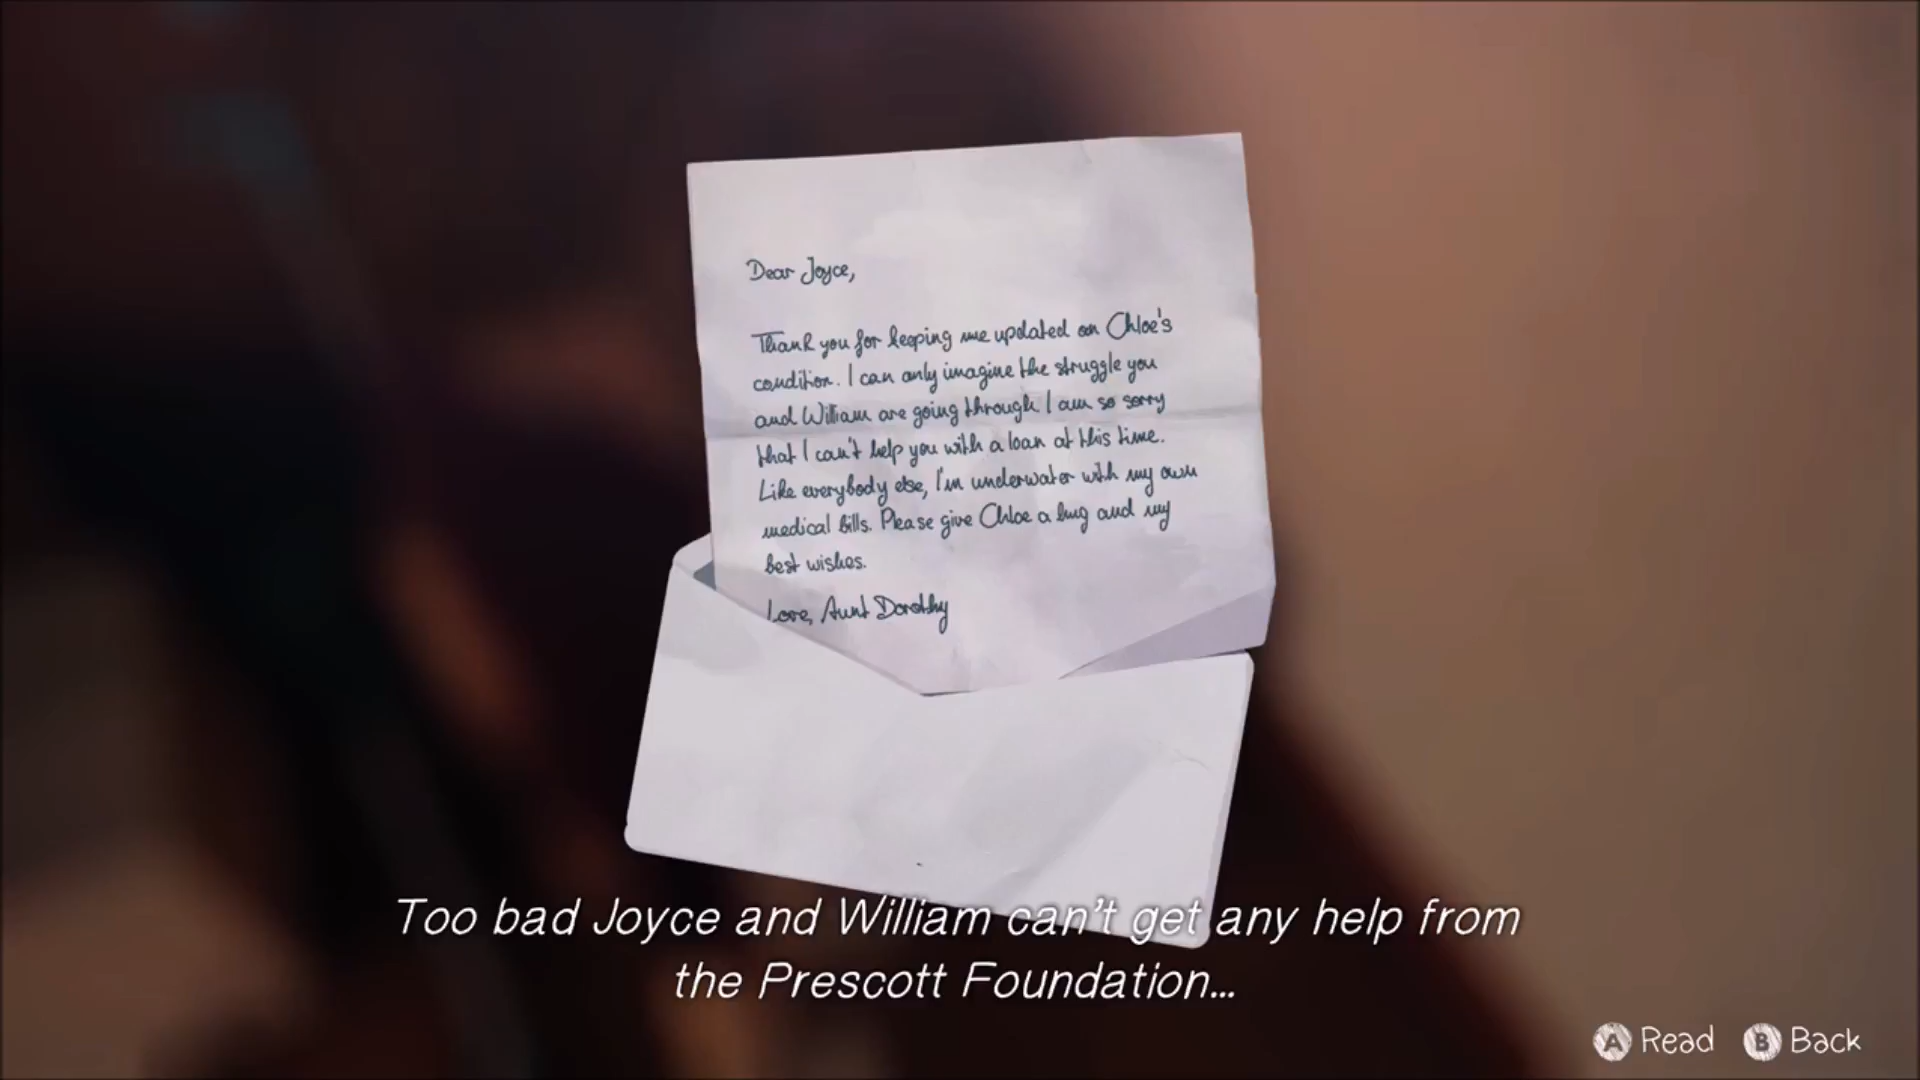 Dear Joyce,
Thank you for keeping me updated on Chloe's
condition. I can only imagine the struggle you
and William are going through. I am so sorry
that I can't help you with a loan at this time.
Like everybody else, I'm underwater with my own
medical bills. Please give Chloe a hug and my
best wishes.
Love, Aunt Dorothy
Too bad Joyce and William can't get any help from
the Prescott Foundation...
A Read B Back